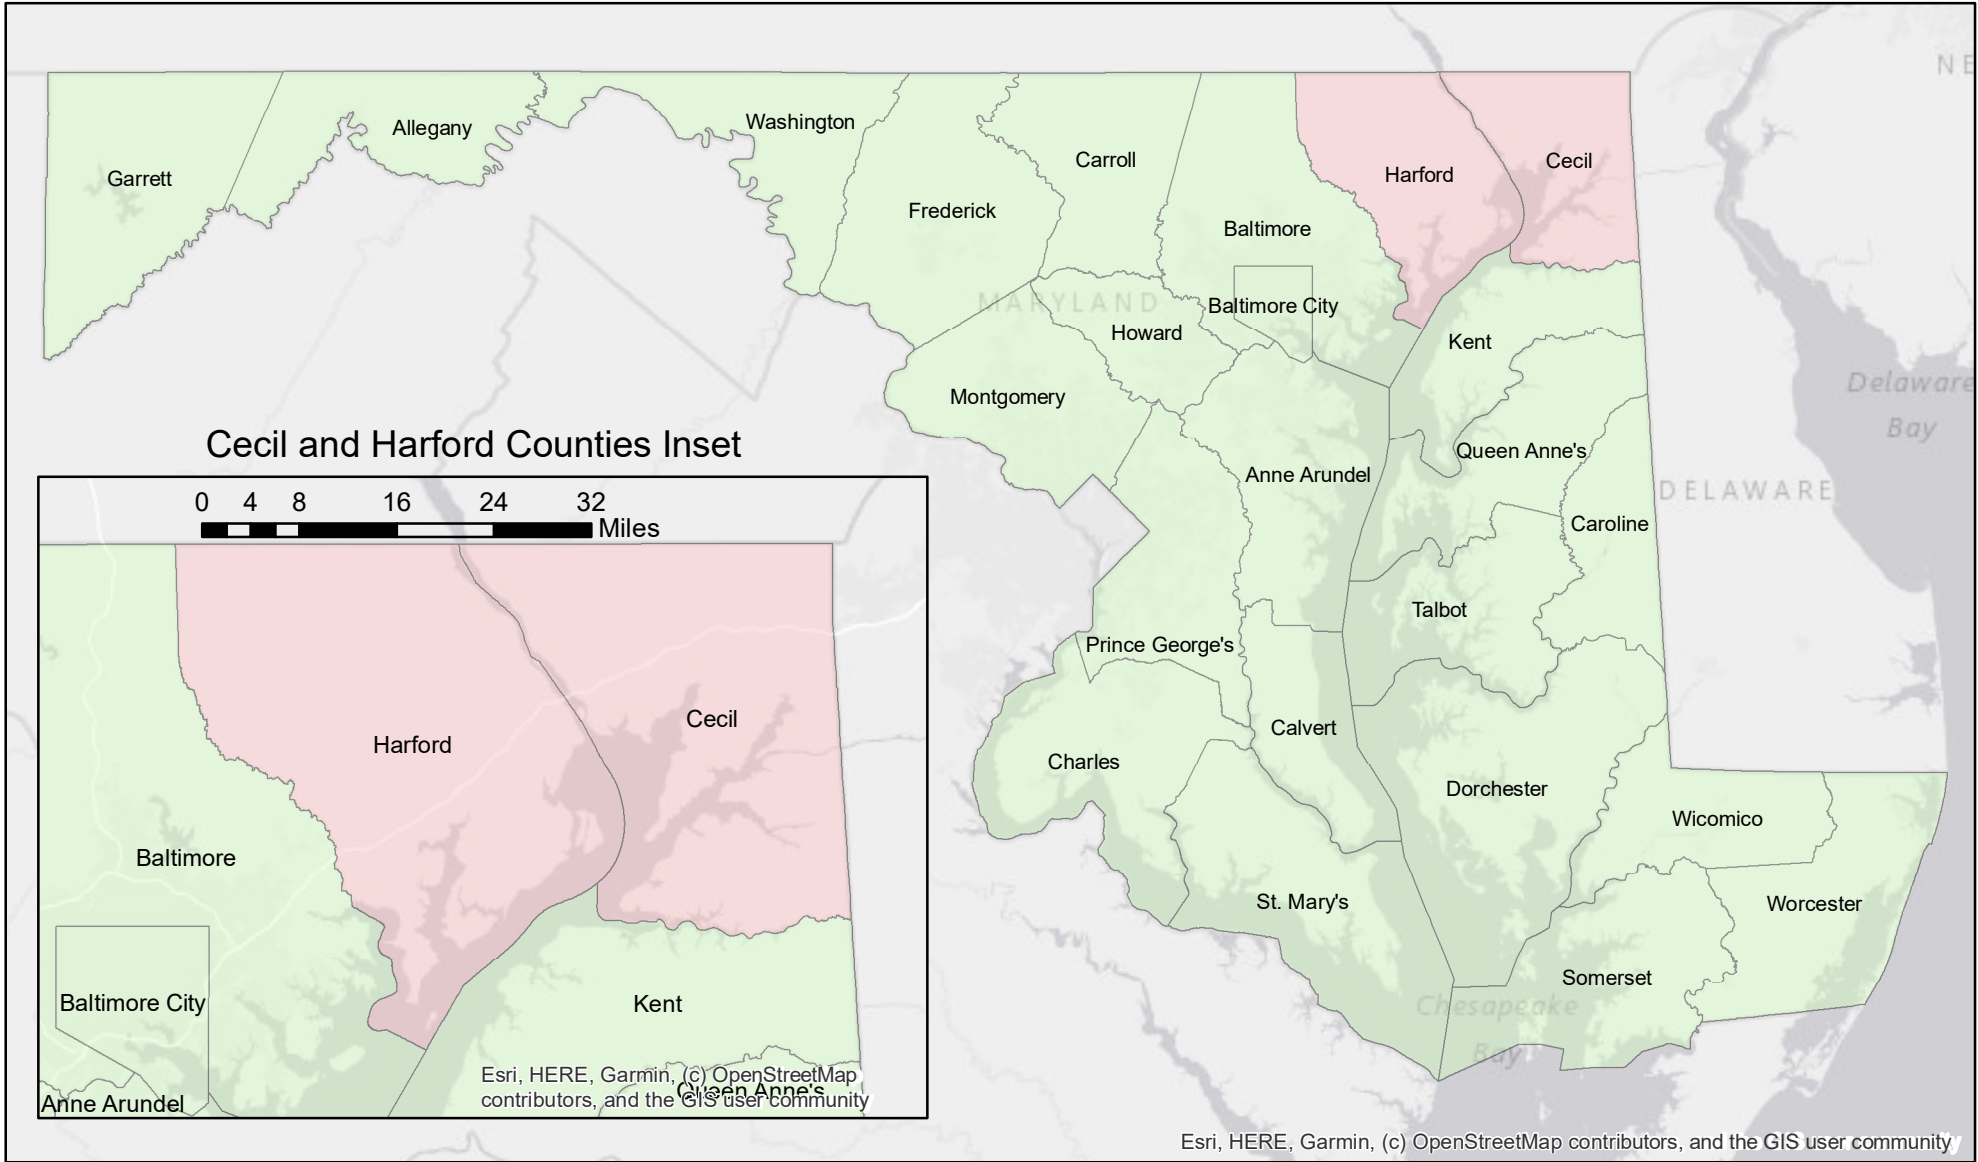 NE
Garrett
Allegany
Washington
Frederick
Carroll
Harford
Cecil
Baltimore
MARYLAND
Baltimore City
Howard
Kent
Montgomery
Delaware
Bay
Queen Anne's
Anne Arundel
DELAWARE
Caroline
Talbot
Prince George's
Calvert
Charles
Dorchester
Wicomico
St. Mary's
Worcester
Somerset
Chesapeake
Bay
Cecil and Harford Counties Inset
0 4 8 16 24 32
Miles
Cecil
Harford
Baltimore
Baltimore City
Kent
Queen Anne's
Anne Arundel
Esri, HERE, Garmin, (c) OpenStreetMap
contributors, and the GIS user community
Esri, HERE, Garmin, (c) OpenStreetMap contributors, and the GIS user community